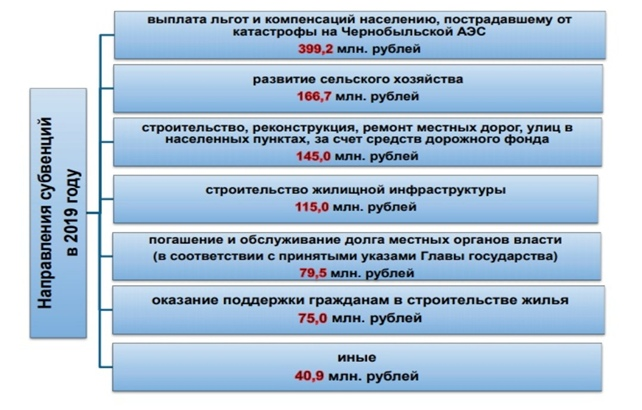 Направления субвенций
в 2019 году
выплата льгот и компенсаций населению, пострадавшему от
катастрофы на Чернобыльской АЭС
399,2 млн. рублей
развитие сельского хозяйства
166,7 млн. рублей
строительство, реконструкция, ремонт местных дорог, улиц в
населенных пунктах, за счет средств дорожного фонда
145,0 млн. рублей
строительство жилищной инфраструктуры
115,0 млн. рублей
погашение и обслуживание долга местных органов власти
(в соответствии с принятыми указами Главы государства)
79,5 млн. рублей
оказание поддержки гражданам в строительстве жилья
75,0 млн. рублей
иные
40,9 млн. рублей